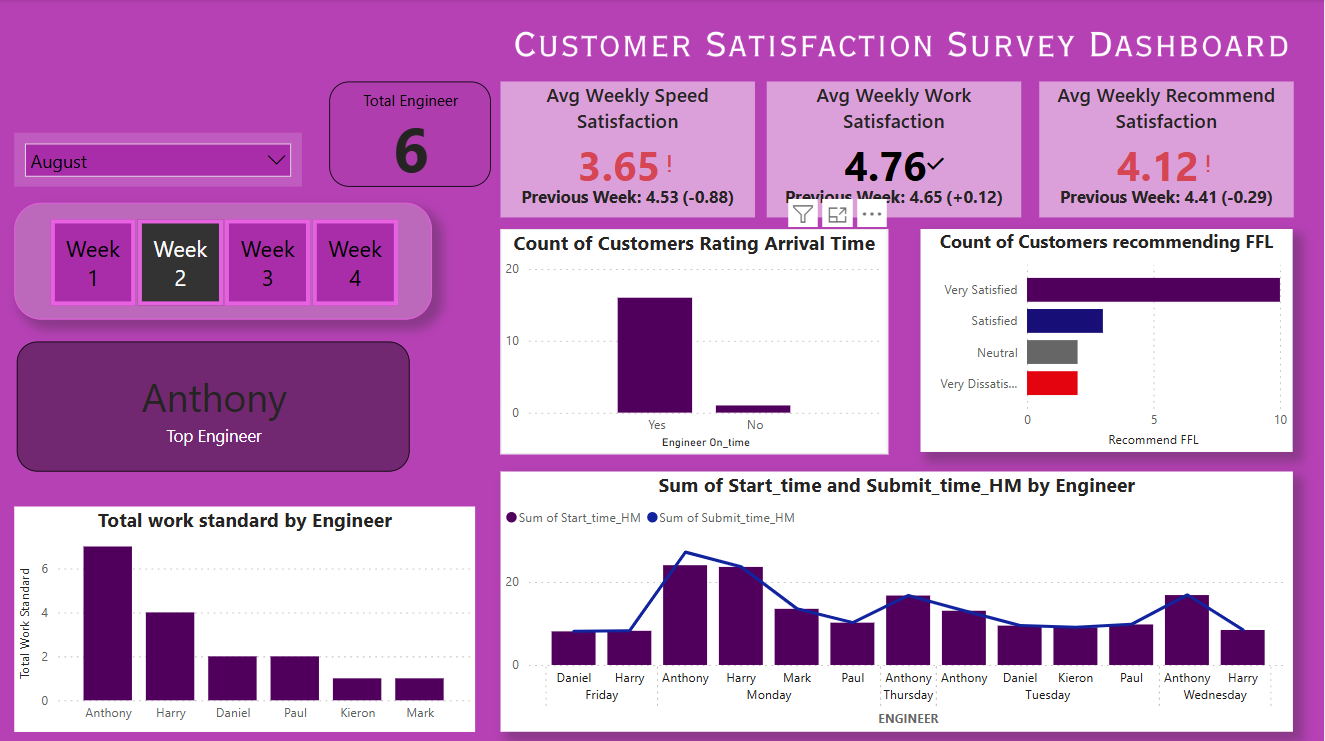 Customer Satisfaction Survey Dashboard
Total Engineer
6
August
Week
1
Week
2
Week
3
Week
4
Anthony
Top Engineer
Avg Weekly Speed
Satisfaction
3.65 !
Previous Week: 4.53 (-0.88)
Avg Weekly Work
Satisfaction
4.76
Previous Week: 4.65 (+0.12)
Avg Weekly Recommend
Satisfaction
4.12 !
Previous Week: 4.41 (-0.29)
Count of Customers Rating Arrival Time
20
10
0
Yes No
Engineer On_time
Count of Customers recommending FFL
Very Satisfied
Satisfied
Neutral
Very Dissatis...
0 5 10
Recommend FFL
Total work standard by Engineer
Total Work Standard
6
4
2
0
Anthony Harry Daniel Paul Kieron Mark
Sum of Start_time and Submit_time_HM by Engineer
Sum of Start_time_HM Sum of Submit_time_HM
20
0
Daniel Harry Anthony Harry Mark Paul Anthony Anthony Daniel Kieron Paul Anthony Harry
Friday Monday Thursday Tuesday Wednesday
ENGINEER